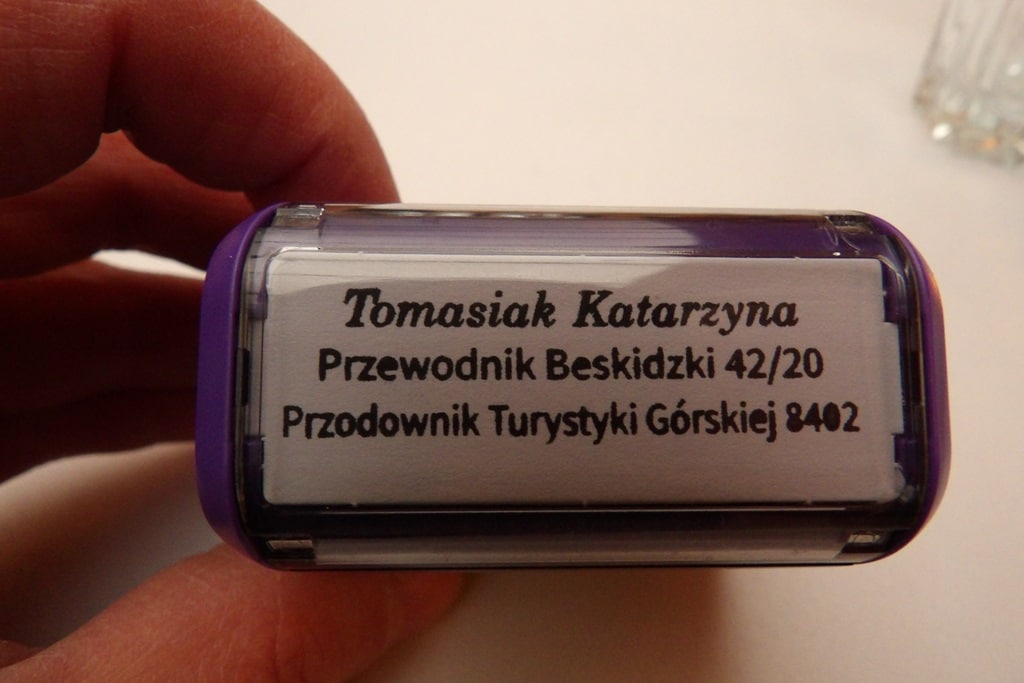 Tomasiak Katarzyna
Przewodnik Beskidzki 42/20
Przodownik Turystyki Górskiej 8402